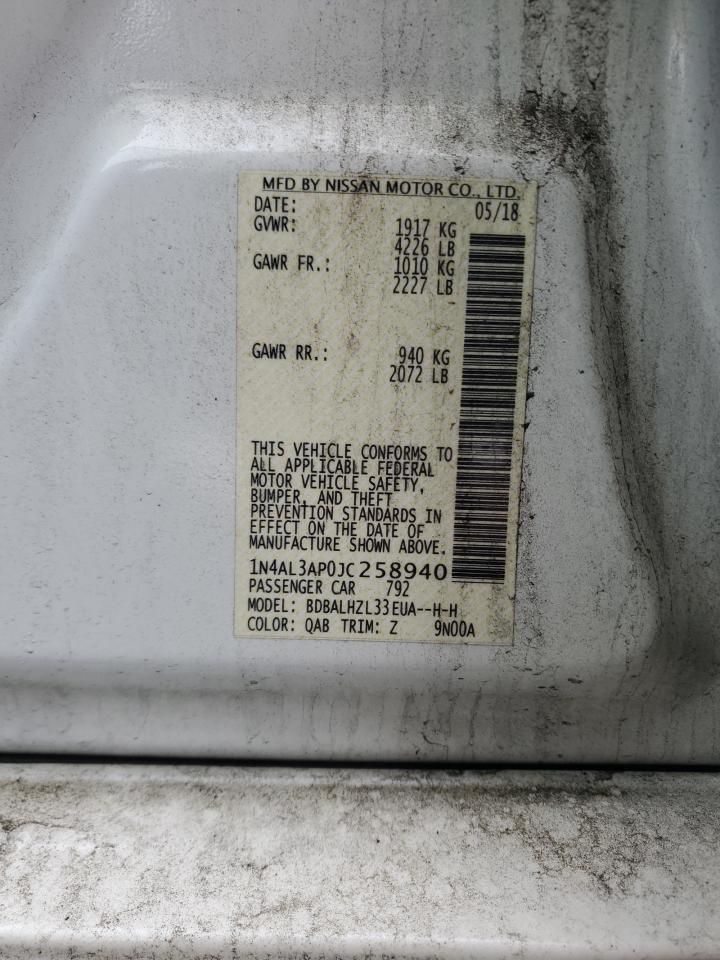 MFD BY NISSAN MOTOR CO., LTD.
DATE: 05/18
GVWR: 1917 KG
4226 LB
GAWR FR.: 1010 KG
2227 LB
GAWR RR.: 940 KG
2072 LB
THIS VEHICLE CONFORMS TO
ALL APPLICABLE FEDERAL
MOTOR VEHICLE SAFETY,
BUMPER, AND THEFT
PREVENTION STANDARDS IN
EFFECT ON THE DATE OF
MANUFACTURE SHOWN ABOVE.
1N4AL3AP0JC258940
PASSENGER CAR 792
MODEL: BDBALHZL33EUA--H-H
COLOR: QAB TRIM: Z 9N00A